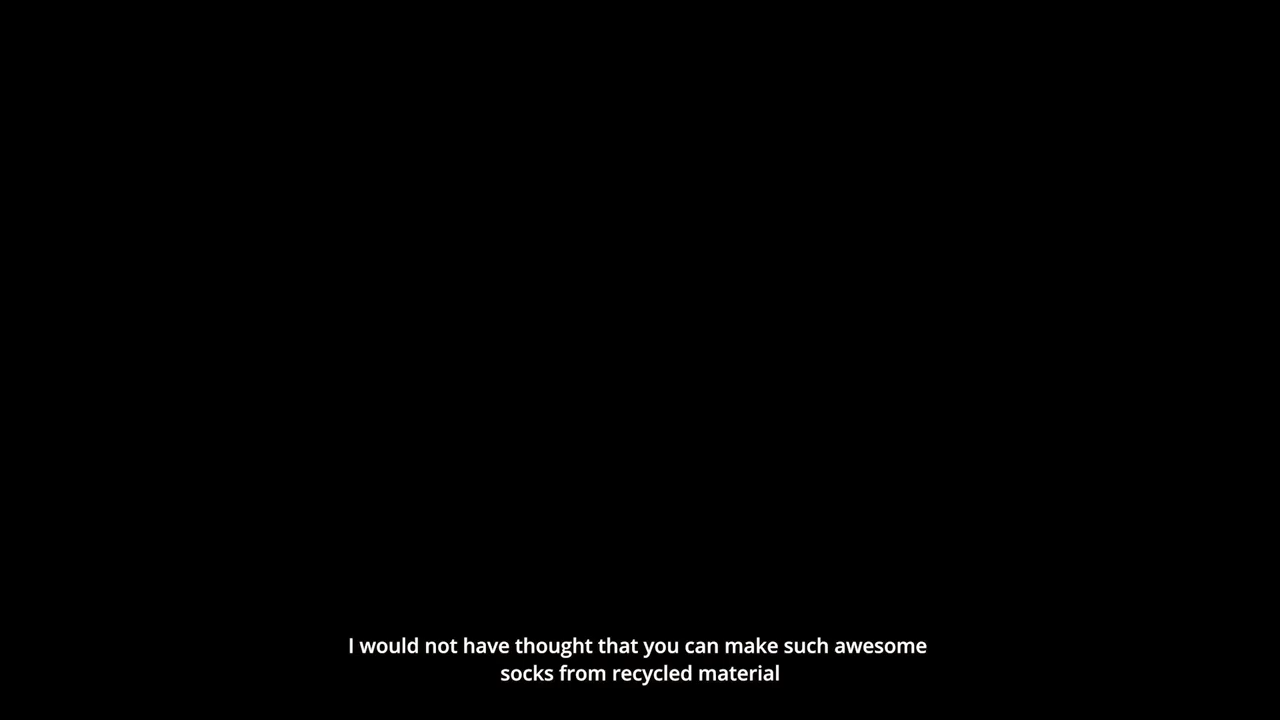 I would not have thought that you can make such awesome
socks from recycled material